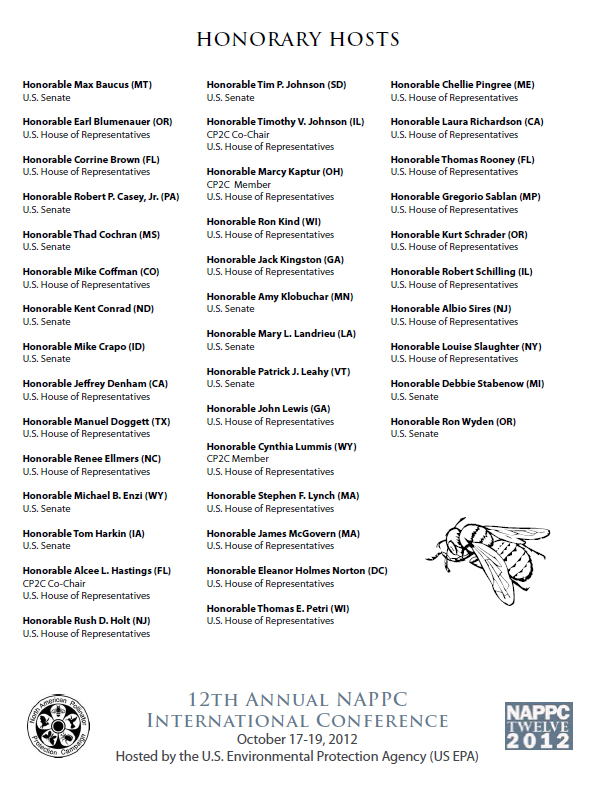 HONORARY HOSTS
Honorable Max Baucus (MT)
U.S. Senate
Honorable Earl Blumenauer (OR)
U.S. House of Representatives
Honorable Corrine Brown (FL)
U.S. House of Representatives
Honorable Robert P. Casey, Jr. (PA)
U.S. Senate
Honorable Thad Cochran (MS)
U.S. Senate
Honorable Mike Coffman (CO)
U.S. House of Representatives
Honorable Kent Conrad (ND)
U.S. Senate
Honorable Mike Crapo (ID)
U.S. Senate
Honorable Jeffrey Denham (CA)
U.S. House of Representatives
Honorable Manuel Doggett (TX)
U.S. House of Representatives
Honorable Renee Ellmers (NC)
U.S. House of Representatives
Honorable Michael B. Enzi (WY)
U.S. Senate
Honorable Tom Harkin (IA)
U.S. Senate
Honorable Alcee L. Hastings (FL)
CP2C Co-Chair
U.S. House of Representatives
Honorable Rush D. Holt (NJ)
U.S. House of Representatives
Honorable Tim P. Johnson (SD)
U.S. Senate
Honorable Timothy V. Johnson (IL)
CP2C Co-Chair
U.S. House of Representatives
Honorable Marcy Kaptur (OH)
CP2C Member
U.S. House of Representatives
Honorable Ron Kind (WI)
U.S. House of Representatives
Honorable Jack Kingston (GA)
U.S. House of Representatives
Honorable Amy Klobuchar (MN)
U.S. Senate
Honorable Mary L. Landrieu (LA)
U.S. Senate
Honorable Patrick J. Leahy (VT)
U.S. Senate
Honorable John Lewis (GA)
U.S. House of Representatives
Honorable Cynthia Lummis (WY)
CP2C Member
U.S. House of Representatives
Honorable Stephen F. Lynch (MA)
U.S. House of Representatives
Honorable James McGovern (MA)
U.S. House of Representatives
Honorable Eleanor Holmes Norton (DC)
U.S. House of Representatives
Honorable Thomas E. Petri (WI)
U.S. House of Representatives
Honorable Chellie Pingree (ME)
U.S. House of Representatives
Honorable Laura Richardson (CA)
U.S. House of Representatives
Honorable Thomas Rooney (FL)
U.S. House of Representatives
Honorable Gregorio Sablan (MP)
U.S. House of Representatives
Honorable Kurt Schrader (OR)
U.S. House of Representatives
Honorable Robert Schilling (IL)
U.S. House of Representatives
Honorable Albio Sires (NJ)
U.S. House of Representatives
Honorable Louise Slaughter (NY)
U.S. House of Representatives
Honorable Debbie Stabenow (MI)
U.S. Senate
Honorable Ron Wyden (OR)
U.S. Senate
North American Pollinator
Protection Campaign
12TH ANNUAL NAPPC
INTERNATIONAL CONFERENCE
October 17-19, 2012
Hosted by the U.S. Environmental Protection Agency (US EPA)
NAPPC
TWELVE
2012